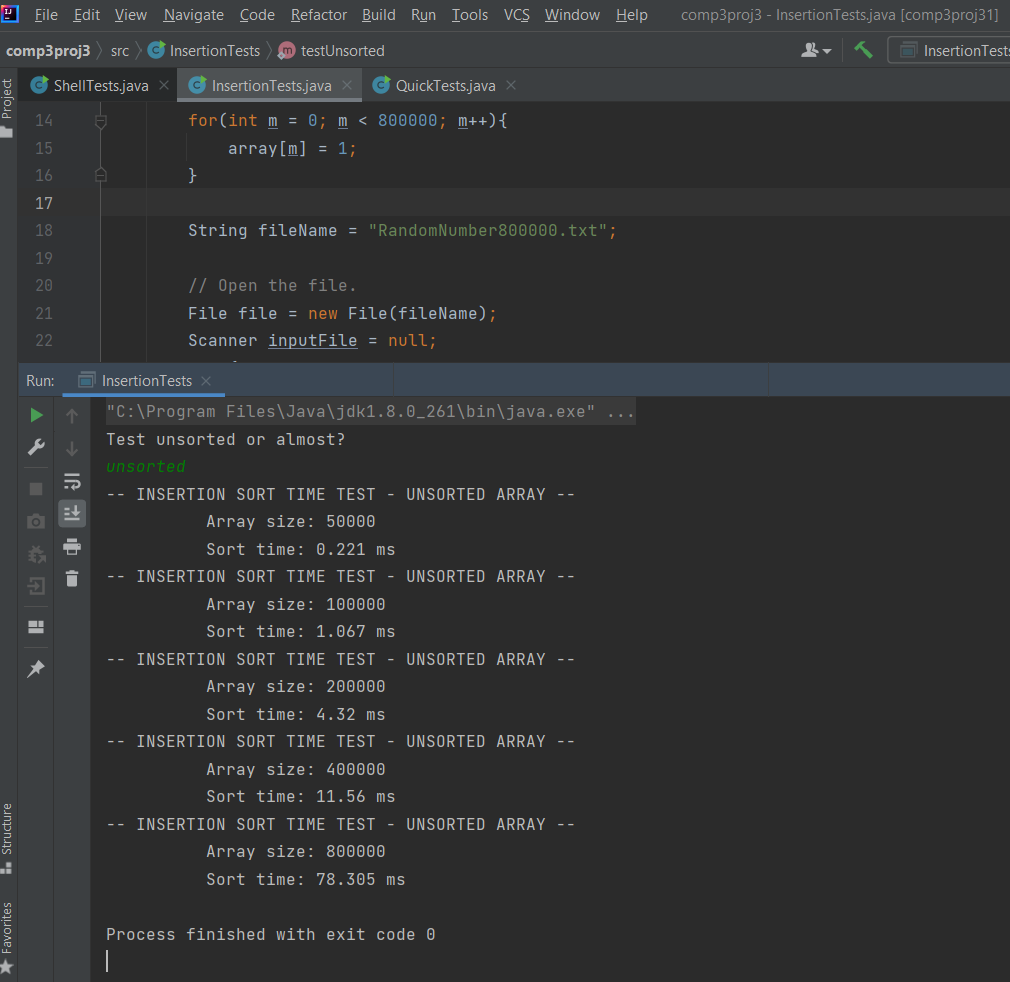 File Edit View Navigate Code Refactor Build Run Tools VCS Window Help comp3proj3 - InsertionTests.java [comp3proj31]
comp3proj3 src InsertionTests testUnsorted InsertionTests
Project
ShellTests.java InsertionTests.java QuickTests.java
14 for(int m = 0; m < 800000; m++){
15 array[m] = 1;
16 }
17
18 String fileName = "RandomNumber800000.txt";
19
20 // Open the file.
21 File file = new File(fileName);
22 Scanner inputFile = null;
Run: InsertionTests
"C:\Program Files\Java\jdk1.8.0_261\bin\java.exe" ...
Test unsorted or almost?
unsorted
-- INSERTION SORT TIME TEST - UNSORTED ARRAY --
Array size: 50000
Sort time: 0.221 ms
-- INSERTION SORT TIME TEST - UNSORTED ARRAY --
Array size: 100000
Sort time: 1.067 ms
-- INSERTION SORT TIME TEST - UNSORTED ARRAY --
Array size: 200000
Sort time: 4.32 ms
-- INSERTION SORT TIME TEST - UNSORTED ARRAY --
Array size: 400000
Sort time: 11.56 ms
-- INSERTION SORT TIME TEST - UNSORTED ARRAY --
Array size: 800000
Sort time: 78.305 ms
Process finished with exit code 0
Structure
Favorites